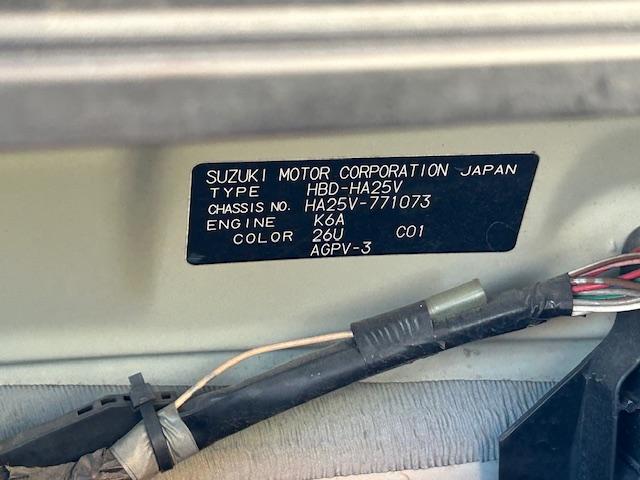 SUZUKI MOTOR CORPORATION JAPAN
TYPE HBD-HA25V
CHASSIS NO. HA25V-771073
ENGINE K6A
COLOR 26U C01
AGPV-3